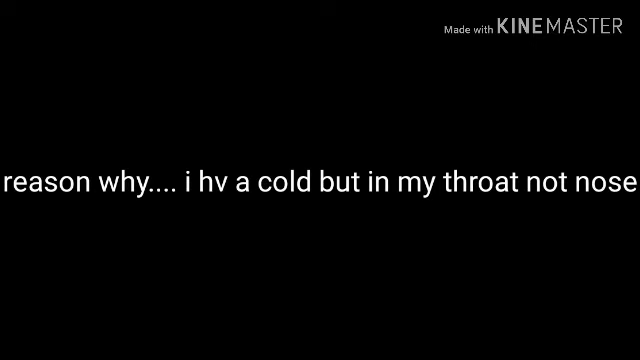 Made with KINEMASTER
reason why.... i hv a cold but in my throat not nose